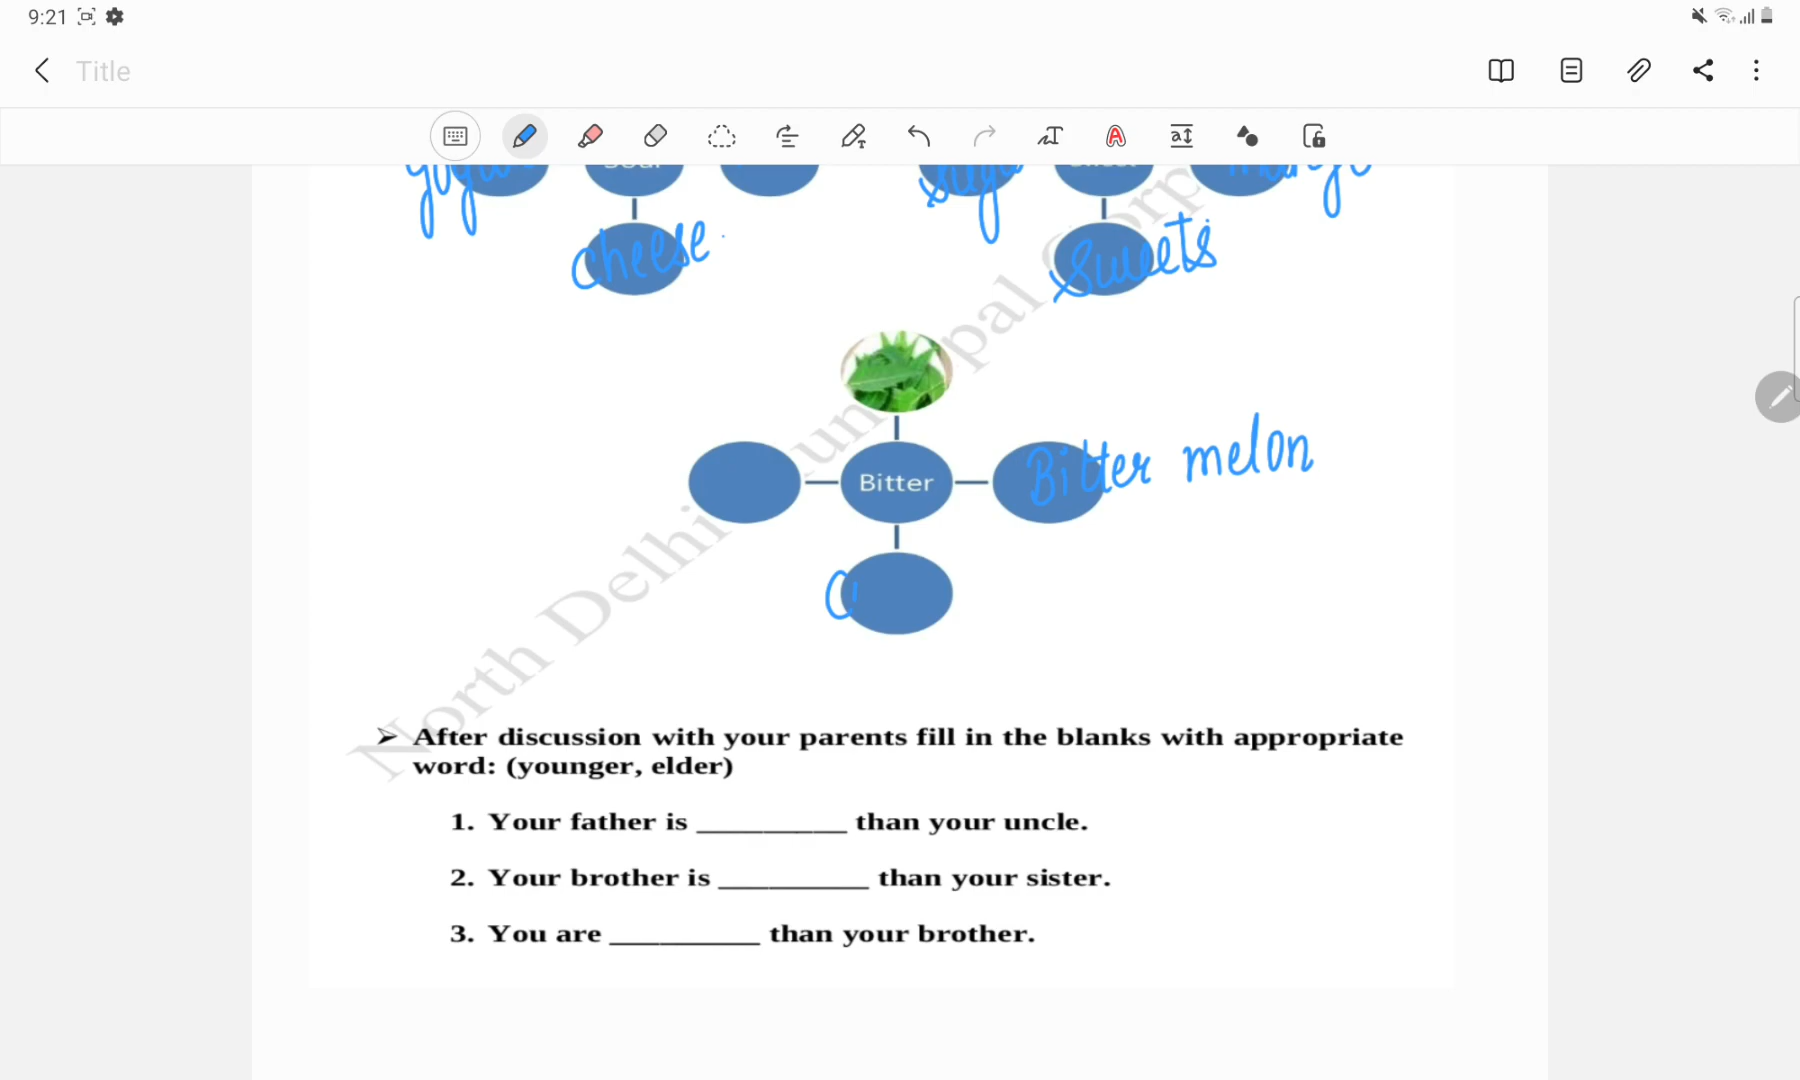 9:21
Title
cheese.
Sweets
Bitter melon
Bitter
North Delhi
After discussion with your parents fill in the blanks with appropriate
word: (younger, elder)
1. Your father is __________ than your uncle.
2. Your brother is __________ than your sister.
3. You are __________ than your brother.